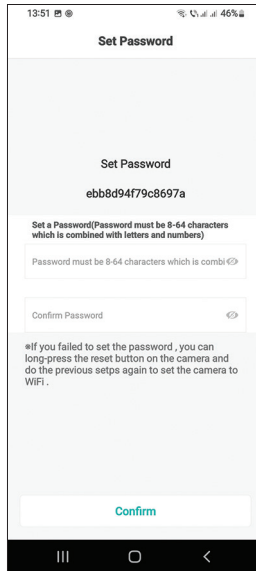 13:51 46%
Set Password
Set Password
ebb8d94f79c8697a
Set a Password(Password must be 8-64 characters
which is combined with letters and numbers)
Password must be 8-64 characters which is combi
Confirm Password
※If you failed to set the password , you can
long-press the reset button on the camera and
do the previous setps again to set the camera to
WiFi .
Confirm